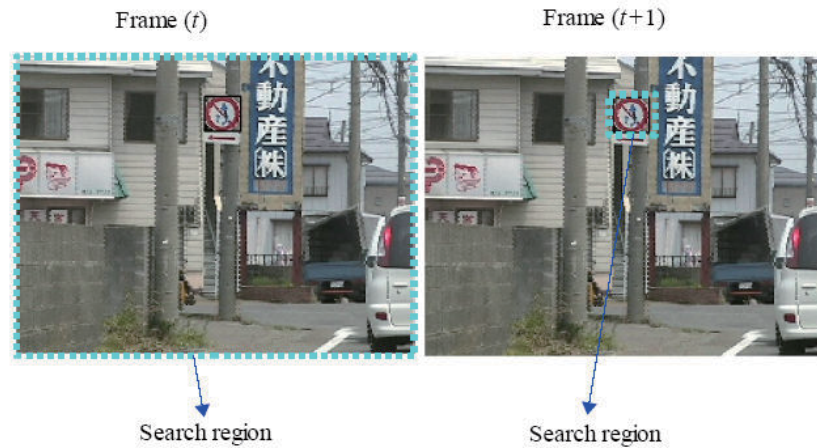 Frame (t)
Frame (t+1)
不動産㈱
不動産㈱
Search region
Search region